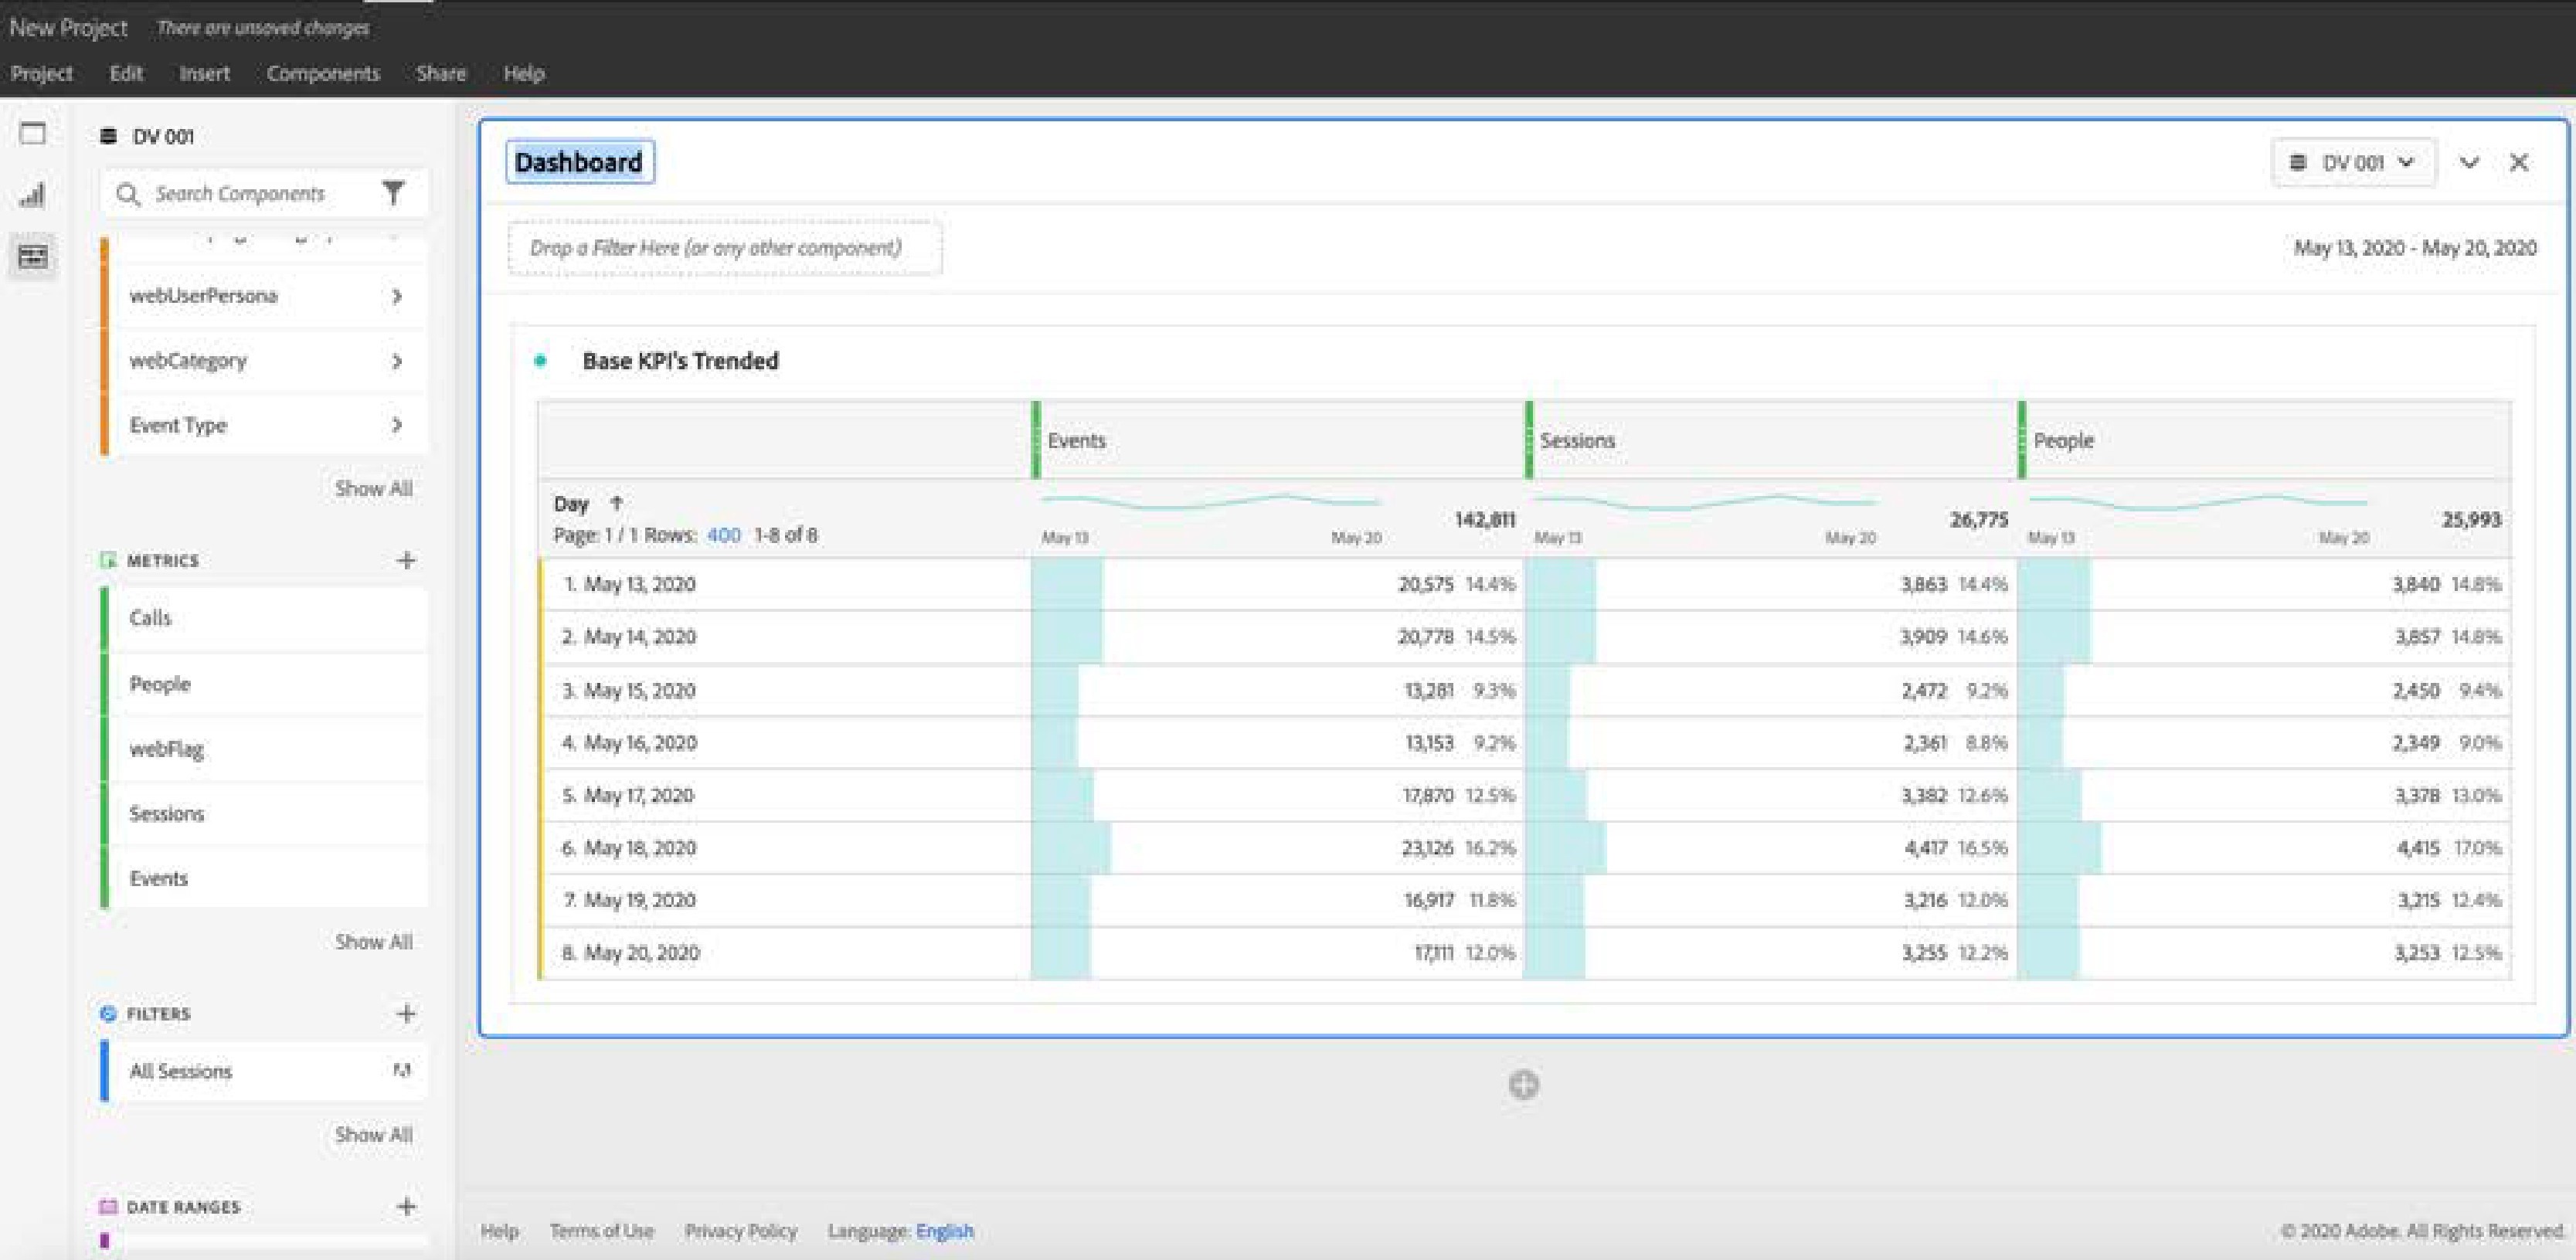 New Project There are unsaved changes
Project Edit Insert Components Share Help
DV 001
Search Components
webUserPersona
webCategory
Event Type
Show All
METRICS
Calls
People
webFlag
Sessions
Events
Show All
FILTERS
All Sessions
Show All
DATE RANGES
Dashboard
DV 001
Drop a Filter Here (or any other component)
May 13, 2020 - May 20, 2020
Base KPI's Trended
Events Sessions People
Day ↑
Page: 1 / 1 Rows: 400 1-8 of 8
May 13 May 20 142,811 May 13 May 20 26,775 May 13 May 20 25,993
1. May 13, 2020 20,575 14.4% 3,863 14.4% 3,840 14.8%
2. May 14, 2020 20,778 14.5% 3,909 14.6% 3,857 14.8%
3. May 15, 2020 13,281 9.3% 2,472 9.2% 2,450 9.4%
4. May 16, 2020 13,153 9.2% 2,361 8.8% 2,349 9.0%
5. May 17, 2020 17,870 12.5% 3,382 12.6% 3,378 13.0%
6. May 18, 2020 23,126 16.2% 4,417 16.5% 4,415 17.0%
7. May 19, 2020 16,917 11.8% 3,216 12.0% 3,215 12.4%
8. May 20, 2020 17,111 12.0% 3,255 12.2% 3,253 12.5%
Help Terms of Use Privacy Policy Language: English
© 2020 Adobe. All Rights Reserved.